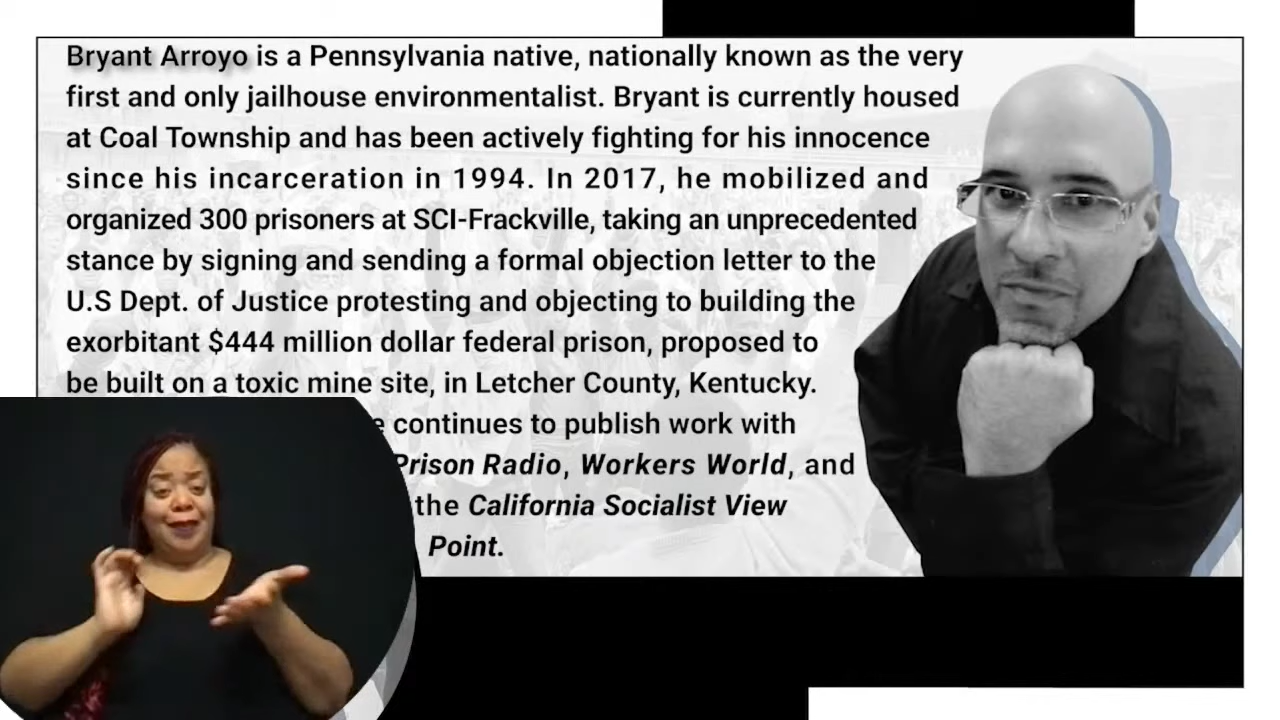 Bryant Arroyo is a Pennsylvania native, nationally known as the very
first and only jailhouse environmentalist. Bryant is currently housed
at Coal Township and has been actively fighting for his innocence
since his incarceration in 1994. In 2017, he mobilized and
organized 300 prisoners at SCI-Frackville, taking an unprecedented
stance by signing and sending a formal objection letter to the
U.S Dept. of Justice protesting and objecting to building the
exorbitant $444 million dollar federal prison, proposed to
be built on a toxic mine site, in Letcher County, Kentucky.
continues to publish work with
Prison Radio, Workers World, and
the California Socialist View
Point.